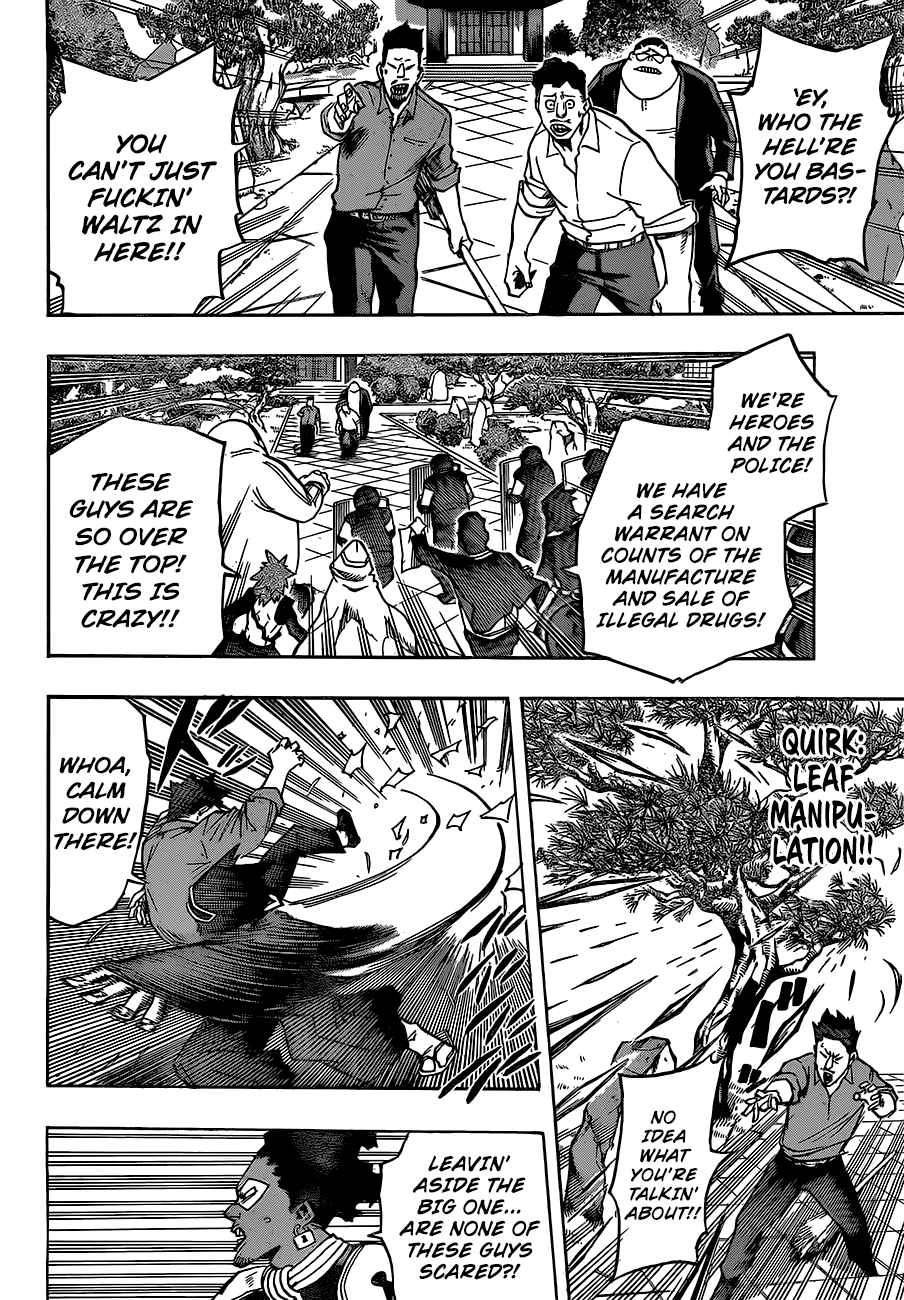 'EY,
WHO THE
HELL'RE
YOU BAS-
TARDS?!
YOU
CAN'T JUST
FUCKIN'
WALTZ IN
HERE!!
WE'RE
HEROES
AND THE
POLICE!
WE HAVE
A SEARCH
WARRANT ON
COUNTS OF THE
MANUFACTURE
AND SALE OF
ILLEGAL DRUGS!
THESE
GUYS ARE
SO OVER
THE TOP!
THIS IS
CRAZY!!
QUIRK:
LEAF
MANIPU-
LATION!!
NO
IDEA
WHAT
YOU'RE
TALKIN'
ABOUT!!
WHOA,
CALM
DOWN
THERE!
LEAVIN'
ASIDE THE
BIG ONE...
ARE NONE OF
THESE GUYS
SCARED?!